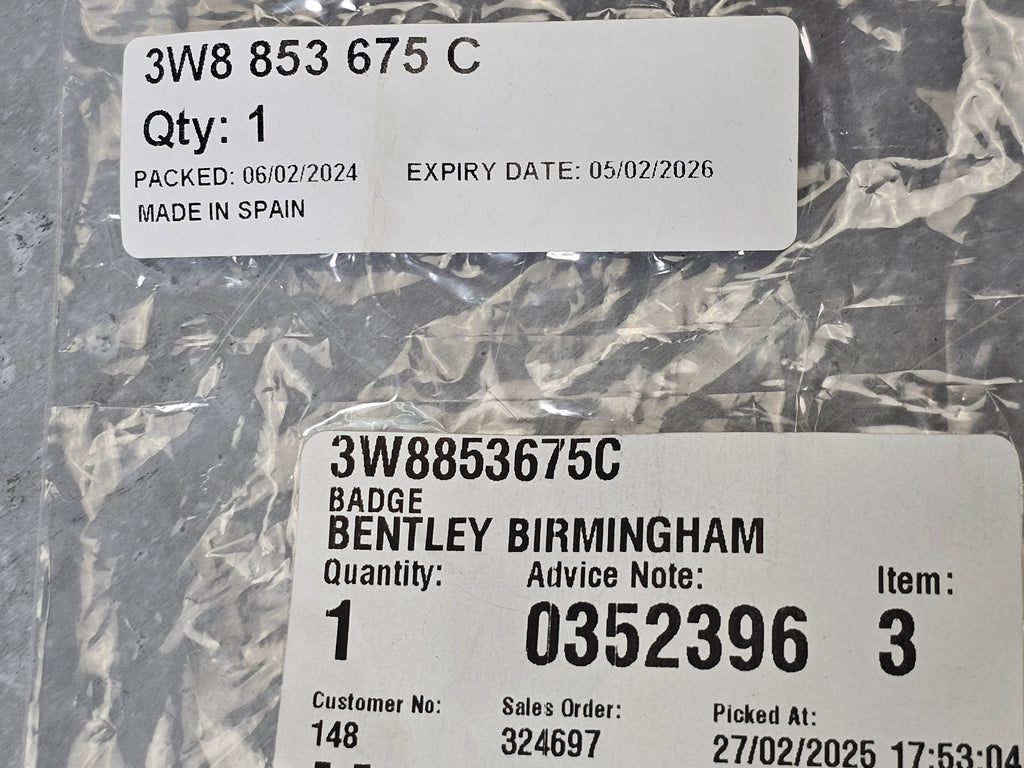 3W8 853 675 C
Qty: 1
PACKED: 06/02/2024 EXPIRY DATE: 05/02/2026
MADE IN SPAIN
3W8853675C
BADGE
BENTLEY BIRMINGHAM
Quantity: Advice Note: Item:
1 0352396 3
Customer No: Sales Order: Picked At:
148 324697 27/02/2025 17:53:04